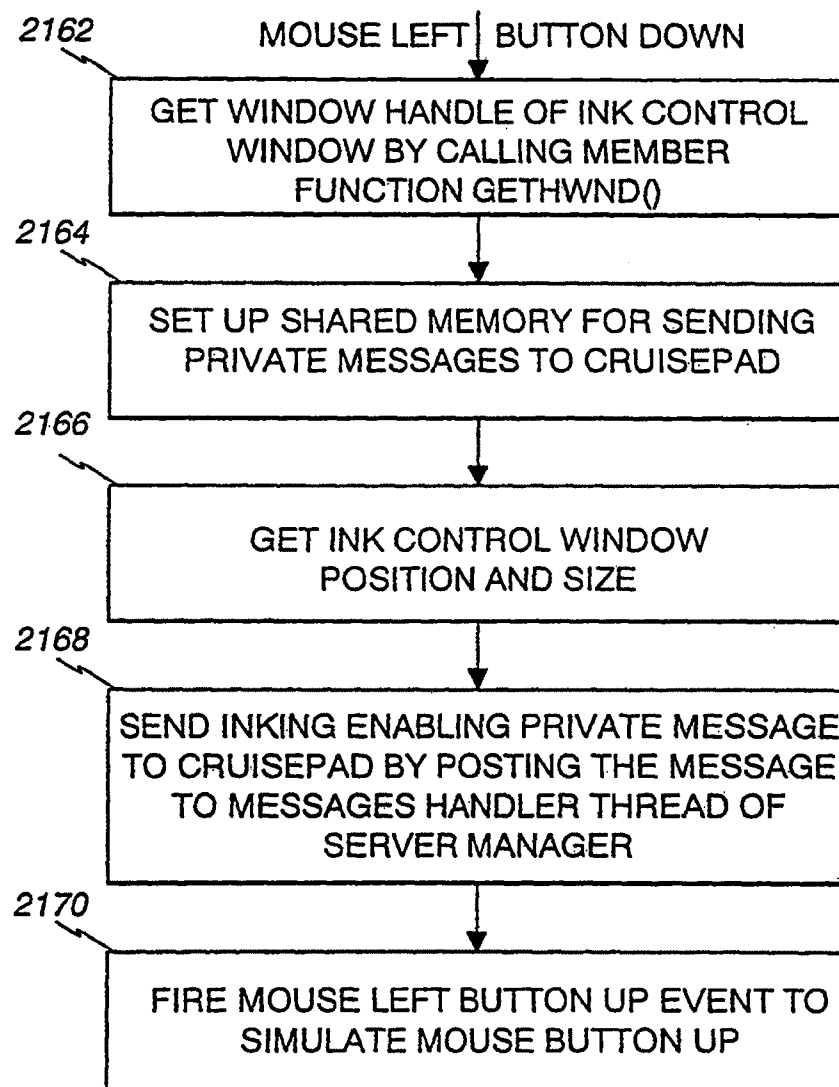 2162
MOUSE LEFT BUTTON DOWN
GET WINDOW HANDLE OF INK CONTROL
WINDOW BY CALLING MEMBER
FUNCTION GETHWND()
2164
SET UP SHARED MEMORY FOR SENDING
PRIVATE MESSAGES TO CRUISEPAD
2166
GET INK CONTROL WINDOW
POSITION AND SIZE
2168
SEND INKING ENABLING PRIVATE MESSAGE
TO CRUISEPAD BY POSTING THE MESSAGE
TO MESSAGES HANDLER THREAD OF
SERVER MANAGER
2170
FIRE MOUSE LEFT BUTTON UP EVENT TO
SIMULATE MOUSE BUTTON UP